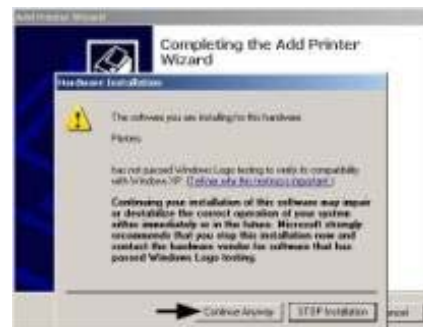 Add Printer Wizard
Completing the Add Printer
Wizard
Hardware Installation
The software you are installing for this hardware:
Printers
has not passed Windows Logo testing to verify its compatibility
with Windows XP. (Tell me why this testing is important.)
Continuing your installation of this software may impair
or destabilize the correct operation of your system
either immediately or in the future. Microsoft strongly
recommends that you stop this installation now and
contact the hardware vendor for software that has
passed Windows Logo testing.
Continue Anyway
STOP Installation